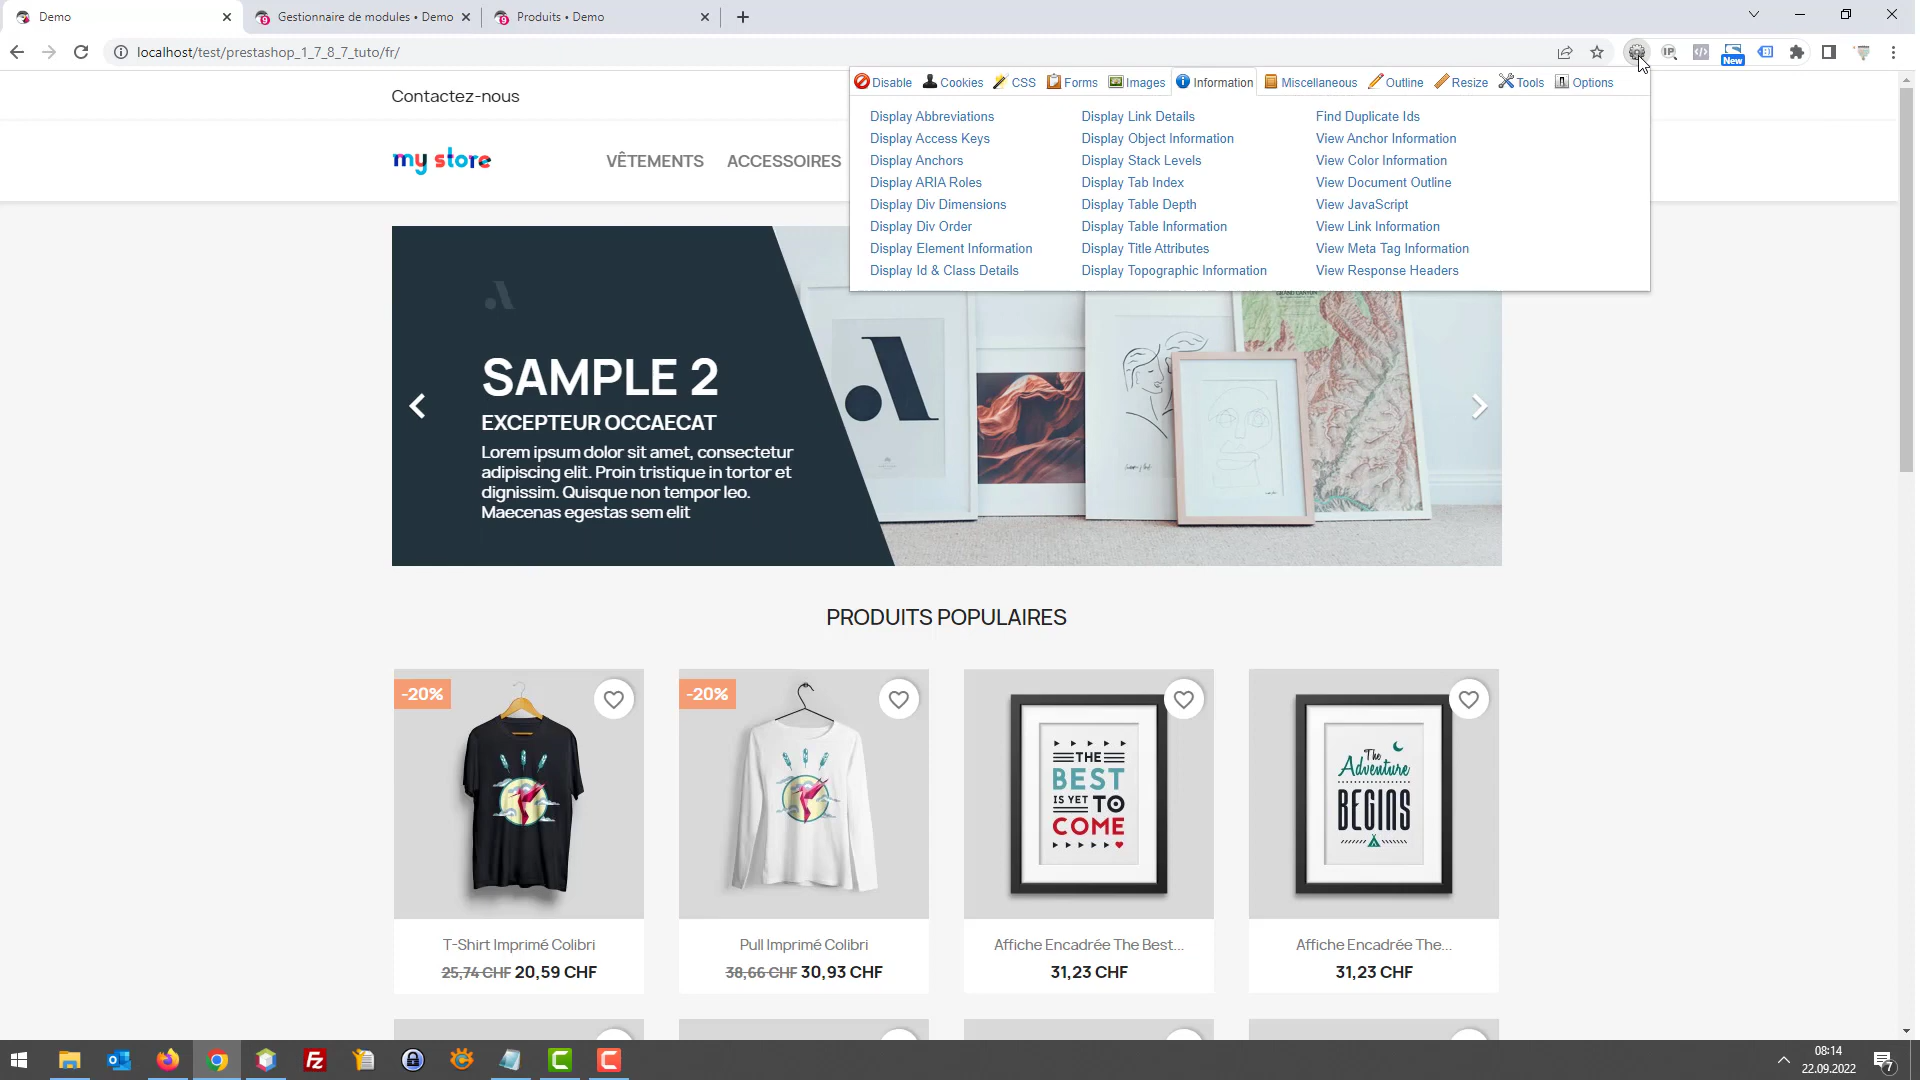 Demo
Gestionnaire de modules • Demo
Produits • Demo
localhost/test/prestashop_1_7_8_7_tuto/fr/
New
Disable Cookies CSS Forms Images Information Miscellaneous Outline Resize Tools Options
Display Abbreviations Display Link Details Find Duplicate Ids
Display Access Keys Display Object Information View Anchor Information
Display Anchors Display Stack Levels View Color Information
Display ARIA Roles Display Tab Index View Document Outline
Display Div Dimensions Display Table Depth View JavaScript
Display Div Order Display Table Information View Link Information
Display Element Information Display Title Attributes View Meta Tag Information
Display Id & Class Details Display Topographic Information View Response Headers
Contactez-nous
my store
VÊTEMENTS ACCESSOIRES
SAMPLE 2
EXCEPTEUR OCCAECAT
Lorem ipsum dolor sit amet, consectetur
adipiscing elit. Proin tristique in tortor et
dignissim. Quisque non tempor leo.
Maecenas egestas sem elit
PRODUITS POPULAIRES
-20%
-20%
THE
BEST
IS YET TO
COME
The
Adventure
BEGINS
T-Shirt Imprimé Colibri
25,74 CHF 20,59 CHF
Pull Imprimé Colibri
38,66 CHF 30,93 CHF
Affiche Encadrée The Best...
31,23 CHF
Affiche Encadrée The...
31,23 CHF
08:14
22.09.2022
7